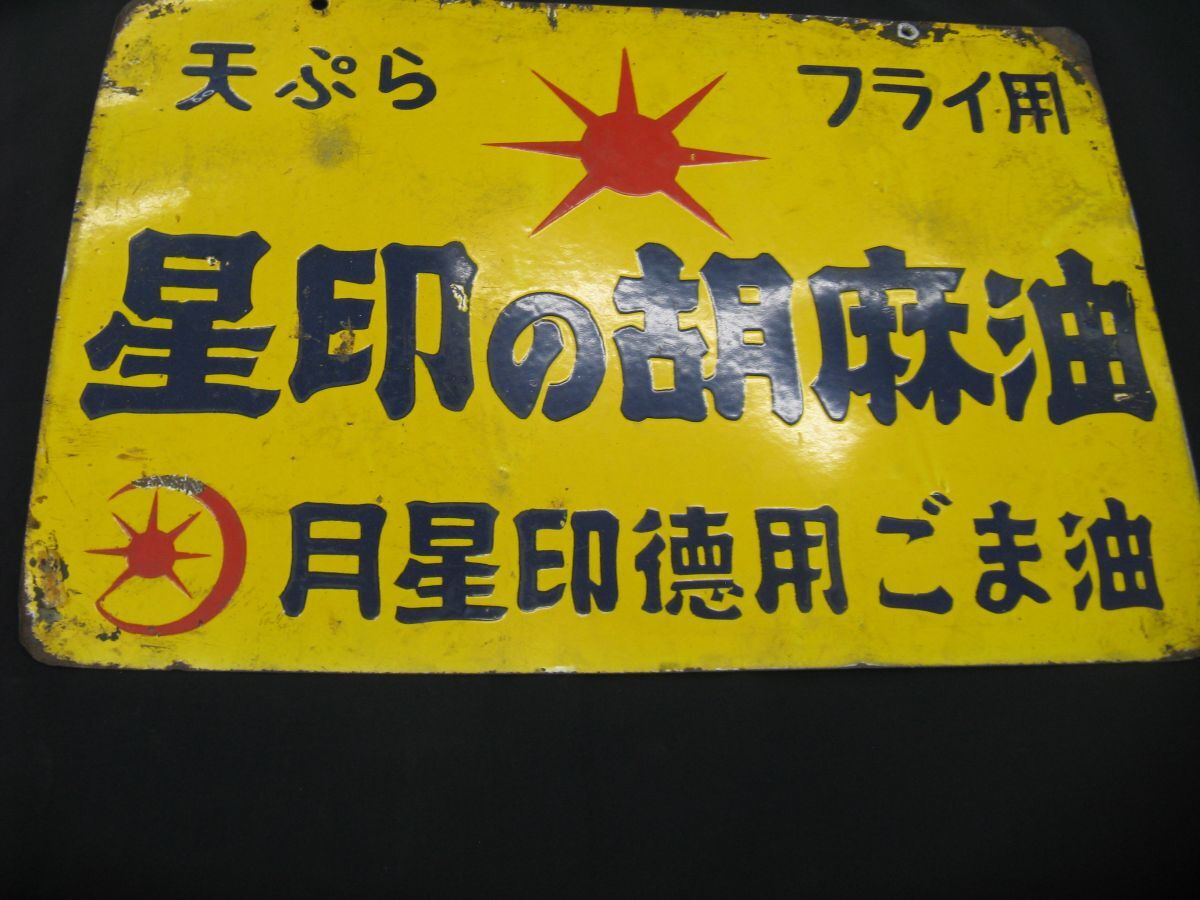 天ぷら フライ用
星印の胡麻油
月星印徳用ごま油